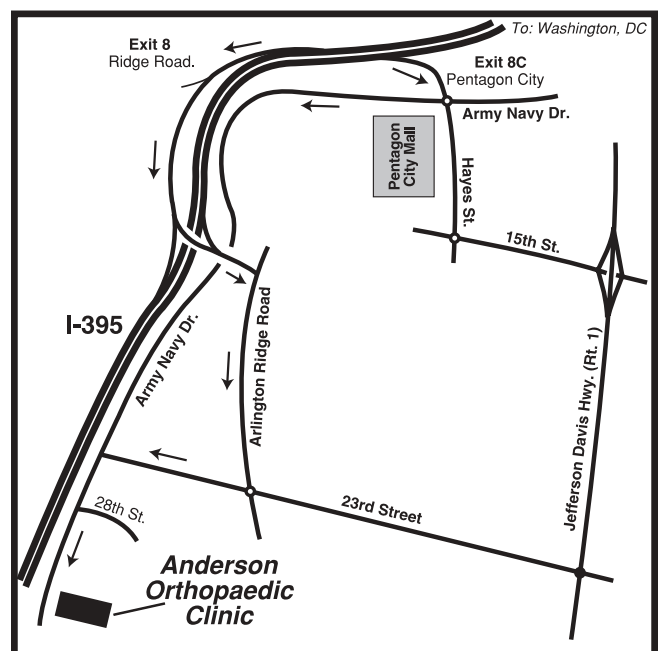 To: Washington, DC
Exit 8
Ridge Road.
Exit 8C
Pentagon City
Army Navy Dr.
Pentagon
City Mall
Hayes St.
15th St.
I-395
Army Navy Dr.
Arlington Ridge Road
Jefferson Davis Hwy. (Rt. 1)
23rd Street
28th St.
Anderson
Orthopaedic
Clinic